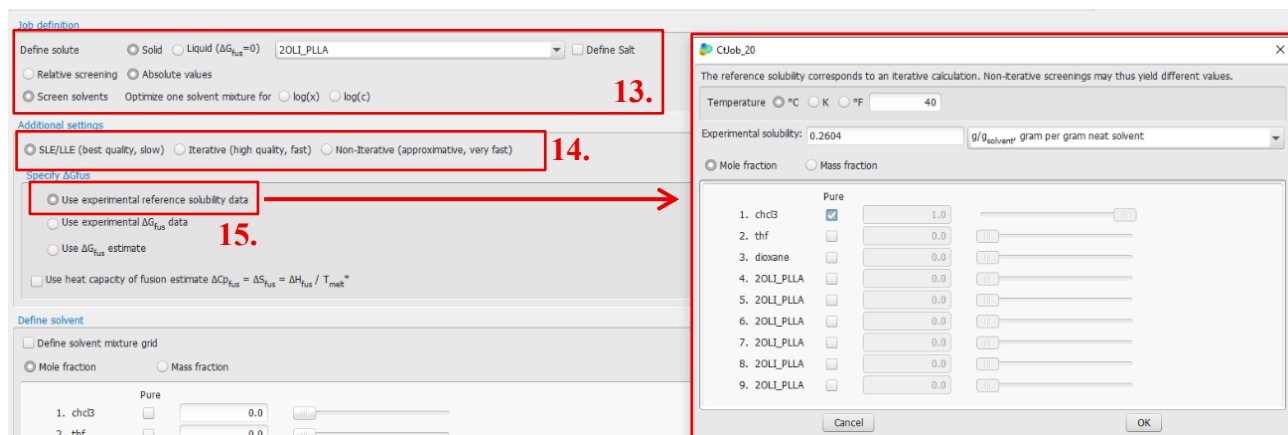 Job definition
Define solute Solid Liquid (ΔGfus=0) 2OLI_PLLA Define Salt
Relative screening Absolute values
Screen solvents Optimize one solvent mixture for log(x) log(c) 13.
Additional settings
SLE/LLE (best quality, slow) Iterative (high quality, fast) Non-Iterative (approximative, very fast) 14.
Specify ΔGfus
Use experimental reference solubility data
Use experimental ΔGfus data 15.
Use ΔGfus estimate
Use heat capacity of fusion estimate ΔCpfus = ΔSfus = ΔHfus / Tmelt"
Define solvent
Define solvent mixture grid
Mole fraction Mass fraction
Pure
1. chcl3 0.0
2. thf 0.0
CtJob_20
The reference solubility corresponds to an iterative calculation. Non-iterative screenings may thus yield different values.
Temperature °C K °F 40
Experimental solubility: 0.2604 g/gsolvent, gram per gram neat solvent
Mole fraction Mass fraction
Pure
1. chcl3 1.0
2. thf 0.0
3. dioxane 0.0
4. 2OLI_PLLA 0.0
5. 2OLI_PLLA 0.0
6. 2OLI_PLLA 0.0
7. 2OLI_PLLA 0.0
8. 2OLI_PLLA 0.0
9. 2OLI_PLLA 0.0
Cancel OK